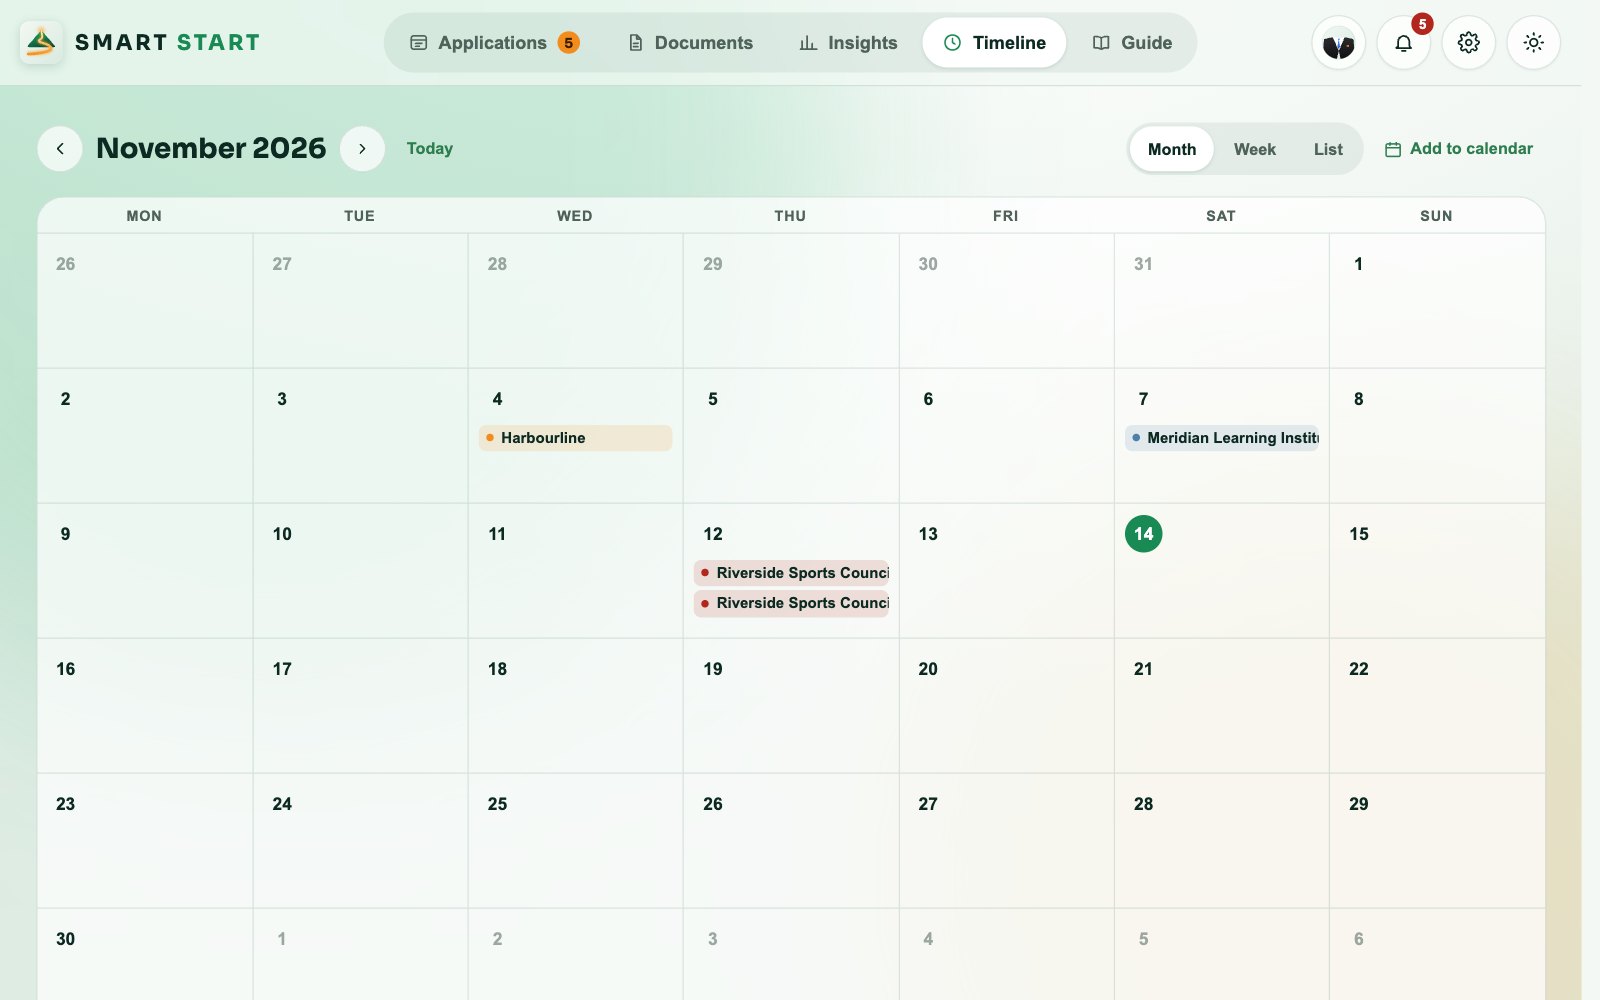 SMART START
Applications 5
Documents
Insights
Timeline
Guide
5
November 2026
Today
Month
Week
List
Add to calendar
MON TUE WED THU FRI SAT SUN
26 27 28 29 30 31 1
2 3 4 5 6 7 8
Harbourline
Meridian Learning Instit
9 10 11 12 13 14 15
Riverside Sports Counci
Riverside Sports Counci
16 17 18 19 20 21 22
23 24 25 26 27 28 29
30 1 2 3 4 5 6